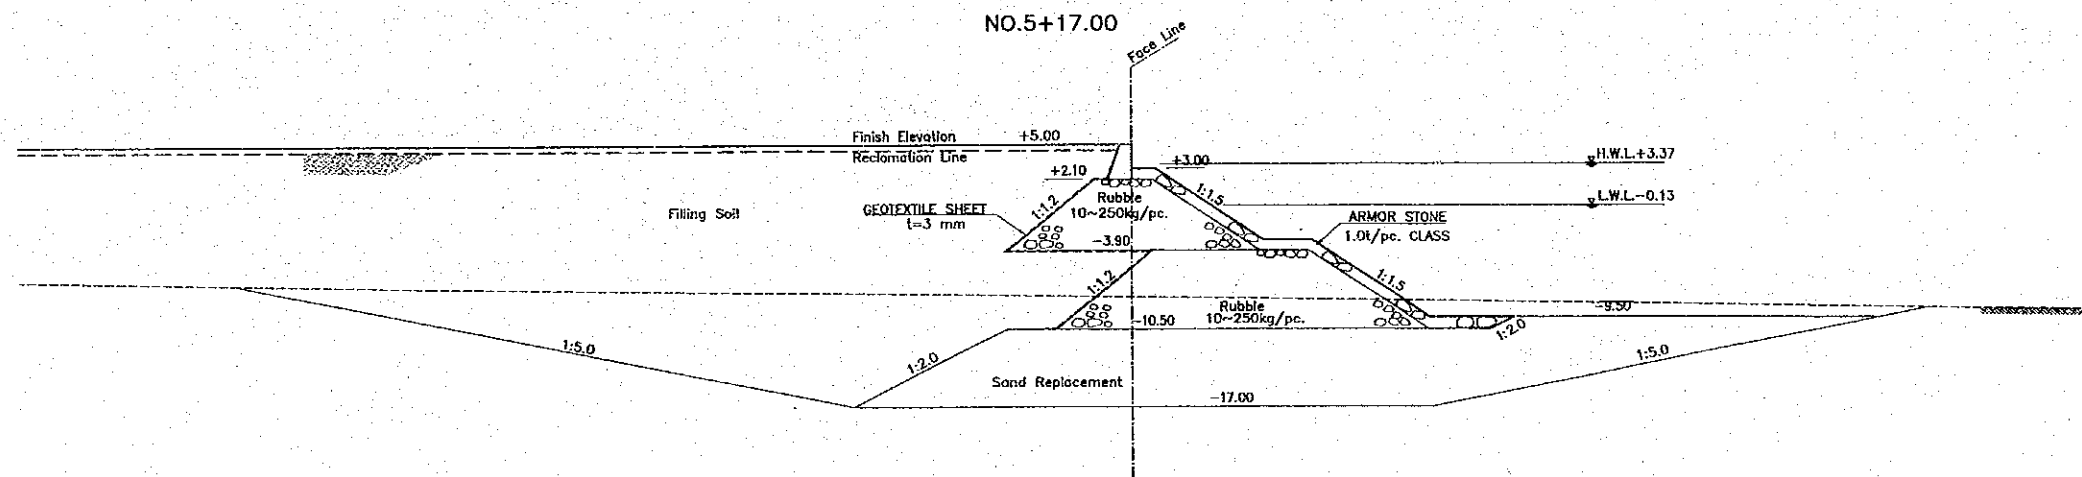 NO.5+17.00
Face Line
Finish Elevation +5.00
Reclamation Line
H.W.L.+3.37
+3.00
+2.10
1:1.5
L.W.L.-0.13
Rubble
10~250kg/pc.
1:1.2
Filling Soil
GEOTEXTILE SHEET
t=3 mm
ARMOR STONE
1.0t/pc. CLASS
-3.90
1:1.2
1:1.5
Rubble
10~250kg/pc.
-9.50
-10.50
1:2.0
1:5.0
1:2.0
1:5.0
Sand Replacement
-17.00